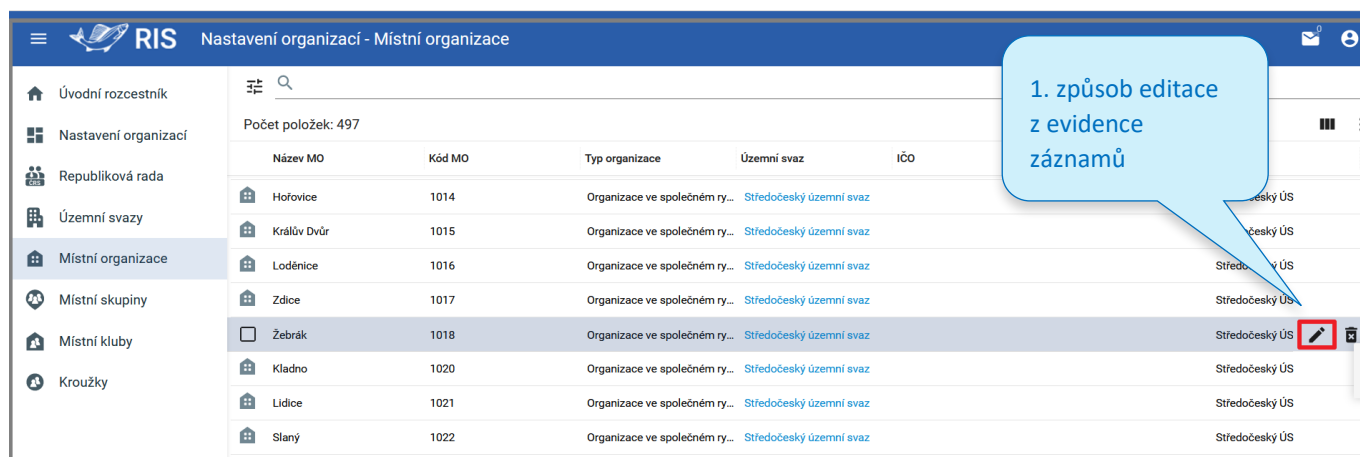 RIS Nastavení organizací - Místní organizace 0
Úvodní rozcestník
Nastavení organizací
Republiková rada
ČRS
Územní svazy
Místní organizace
Místní skupiny
Místní kluby
Kroužky
1. způsob editace
z evidence
záznamů
Počet položek: 497
Název MO Kód MO Typ organizace Územní svaz IČO
Hořovice 1014 Organizace ve společném ry... Středočeský územní svaz eský ÚS
Králův Dvůr 1015 Organizace ve společném ry... Středočeský územní svaz Středočeský ÚS
Loděnice 1016 Organizace ve společném ry... Středočeský územní svaz Středočeský ÚS
Zdice 1017 Organizace ve společném ry... Středočeský územní svaz Středočeský ÚS
Žebrák 1018 Organizace ve společném ry... Středočeský územní svaz Středočeský ÚS
Kladno 1020 Organizace ve společném ry... Středočeský územní svaz Středočeský ÚS
Lidice 1021 Organizace ve společném ry... Středočeský územní svaz Středočeský ÚS
Slaný 1022 Organizace ve společném ry... Středočeský územní svaz Středočeský ÚS